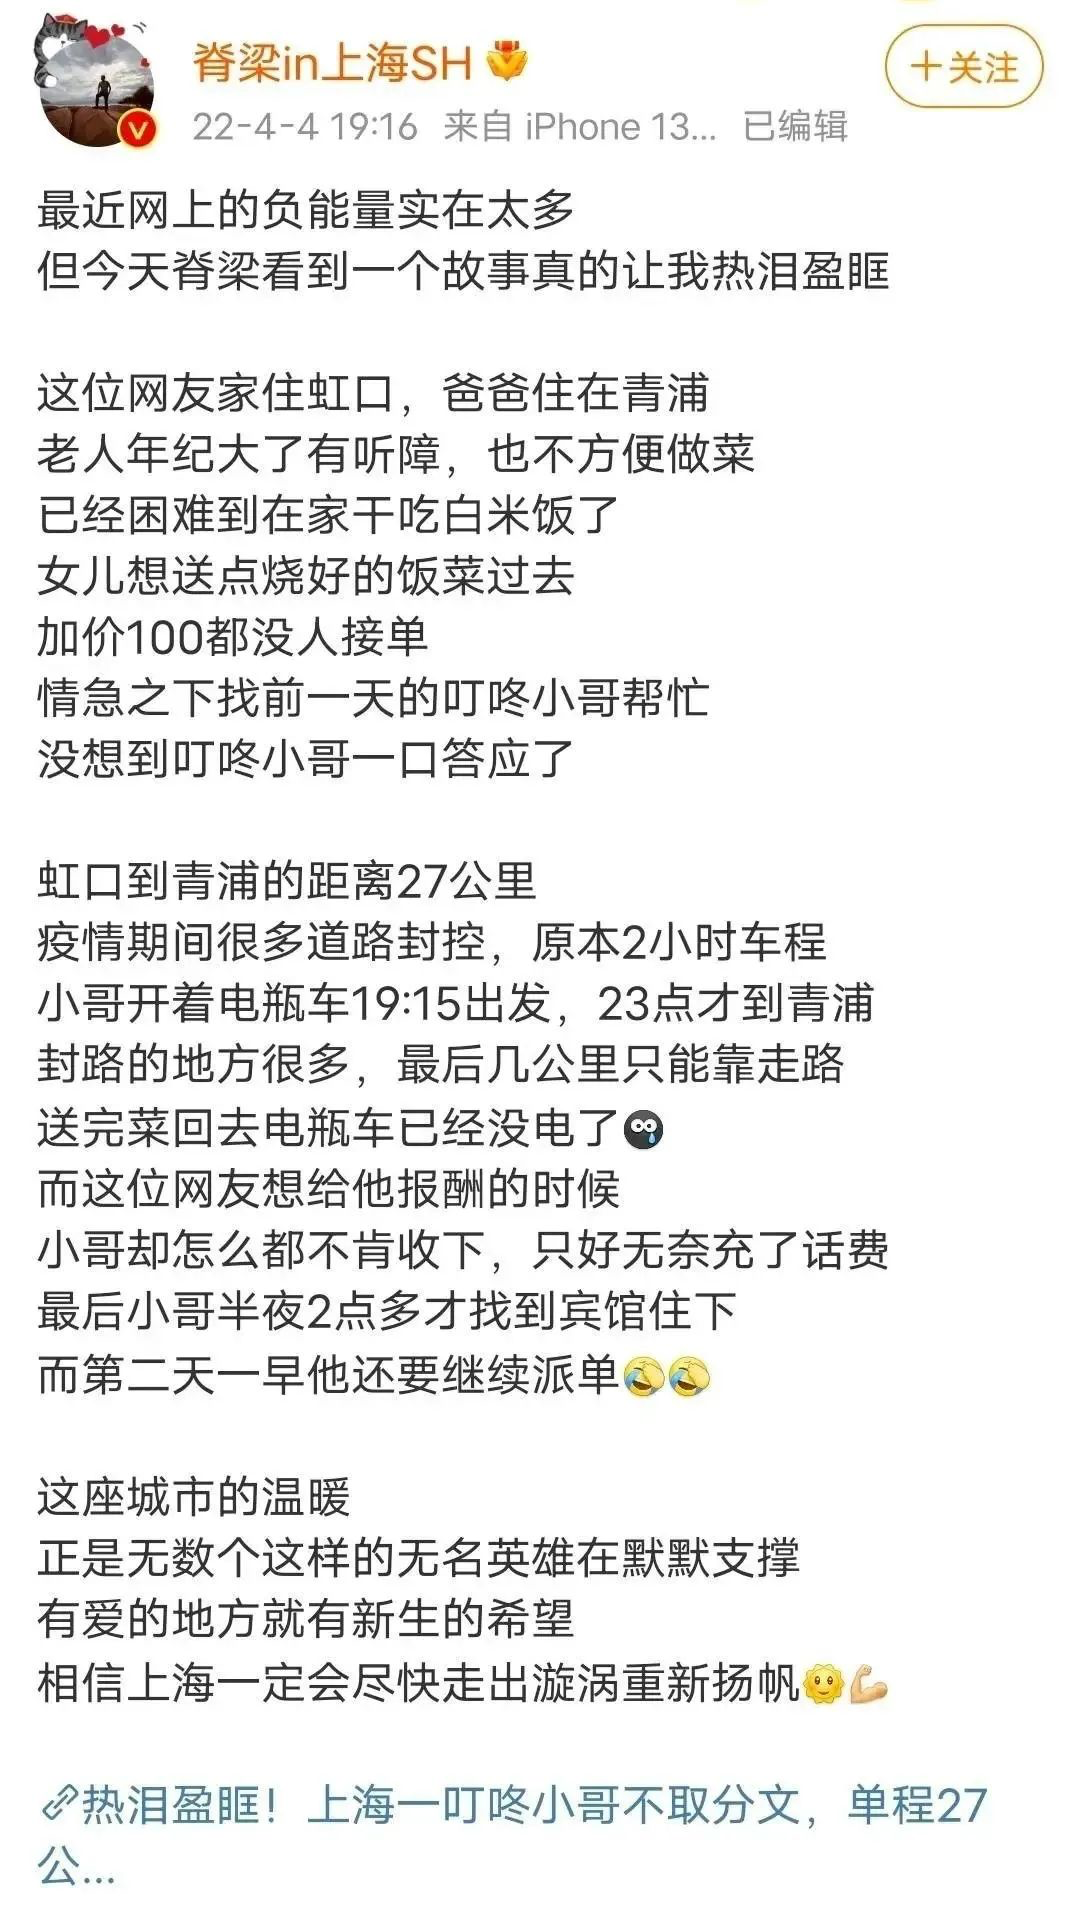 脊梁in上海SH
+关注
22-4-4 19:16 来自 iPhone 13... 已编辑
最近网上的负能量实在太多
但今天脊梁看到一个故事真的让我热泪盈眶
这位网友家住虹口，爸爸住在青浦
老人年纪大了有听障，也不方便做菜
已经困难到在家干吃白米饭了
女儿想送点烧好的饭菜过去
加价100都没人接单
情急之下找前一天的叮咚小哥帮忙
没想到叮咚小哥一口答应了
虹口到青浦的距离27公里
疫情期间很多道路封控，原本2小时车程
小哥开着电瓶车19:15出发，23点才到青浦
封路的地方很多，最后几公里只能靠走路
送完菜回去电瓶车已经没电了
而这位网友想给他报酬的时候
小哥却怎么都不肯收下，只好无奈充了话费
最后小哥半夜2点多才找到宾馆住下
而第二天一早他还要继续派单
这座城市的温暖
正是无数个这样的无名英雄在默默支撑
有爱的地方就有新生的希望
相信上海一定会尽快走出漩涡重新扬帆
热泪盈眶！上海一叮咚小哥不取分文，单程27
公...